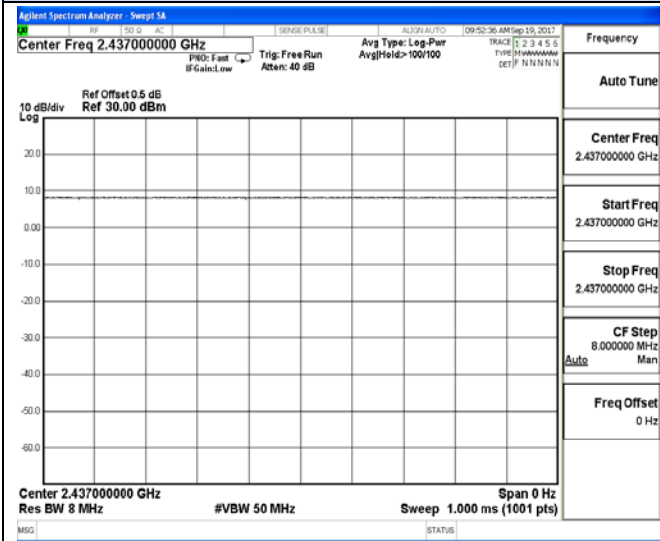 Agilent Spectrum Analyzer - Swept SA
RF 50 Ω AC SENSE:PULSE ALIGN AUTO 09:52:36 AM Sep 19, 2017
Center Freq 2.437000000 GHz
PNO: Fast
IFGain:Low
Trig: Free Run
Atten: 40 dB
Avg Type: Log-Pwr
Avg|Hold:>100/100
TRACE 1 2 3 4 5 6
TYPE MWWWWW
DET P N N N N N
Frequency
Auto Tune
Center Freq
2.437000000 GHz
Start Freq
2.437000000 GHz
Stop Freq
2.437000000 GHz
CF Step
8.000000 MHz
Auto Man
Freq Offset
0 Hz
Ref Offset 0.5 dB
10 dB/div Ref 30.00 dBm
Log
20.0
10.0
0.00
-10.0
-20.0
-30.0
-40.0
-50.0
-60.0
Center 2.437000000 GHz Span 0 Hz
Res BW 8 MHz #VBW 50 MHz Sweep 1.000 ms (1001 pts)
MSG STATUS